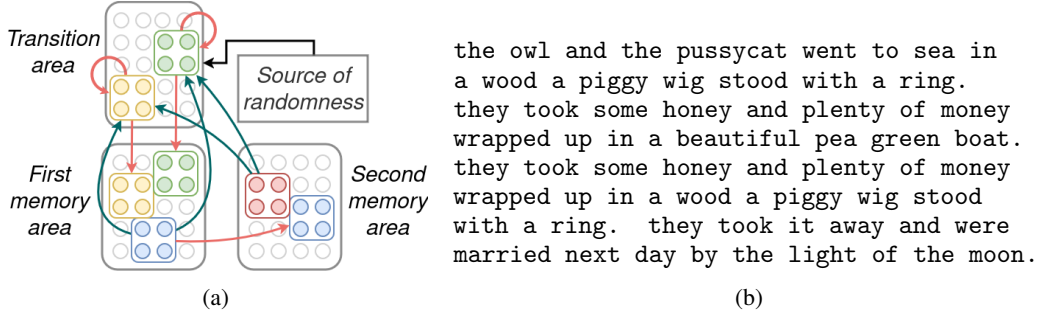 Transition
area
Source of
randomness
First
memory
area
Second
memory
area
(a)
the owl and the pussycat went to sea in
a wood a piggy wig stood with a ring.
they took some honey and plenty of money
wrapped up in a beautiful pea green boat.
they took some honey and plenty of money
wrapped up in a wood a piggy wig stood
with a ring.  they took it away and were
married next day by the light of the moon.
(b)